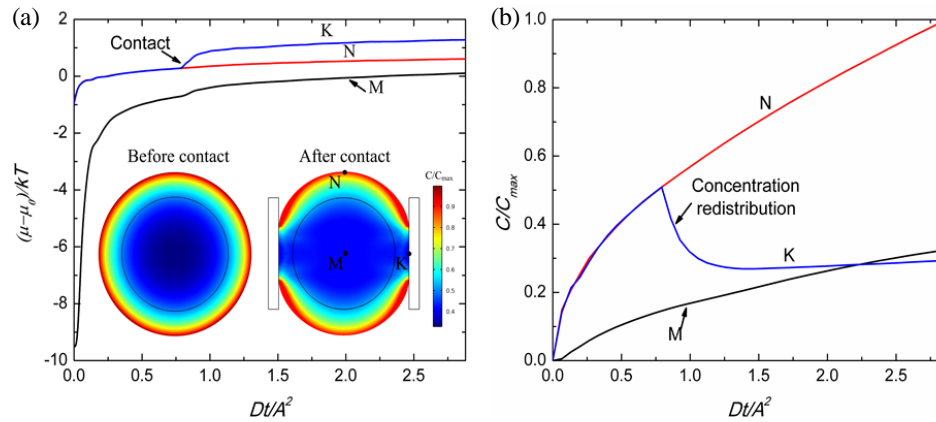 (a)
2
0
-2
-4
-6
-8
-10
(μ−μ₀)/kT
Contact
K
N
M
Before contact
After contact
C/Cmax
N
M
K
0.9
0.8
0.7
0.6
0.5
0.4
0.0 0.5 1.0 1.5 2.0 2.5
Dt/A²
(b)
1.0
0.8
0.6
0.4
0.2
0.0
C/Cmax
N
Concentration
redistribution
K
M
0.0 0.5 1.0 1.5 2.0 2.5
Dt/A²